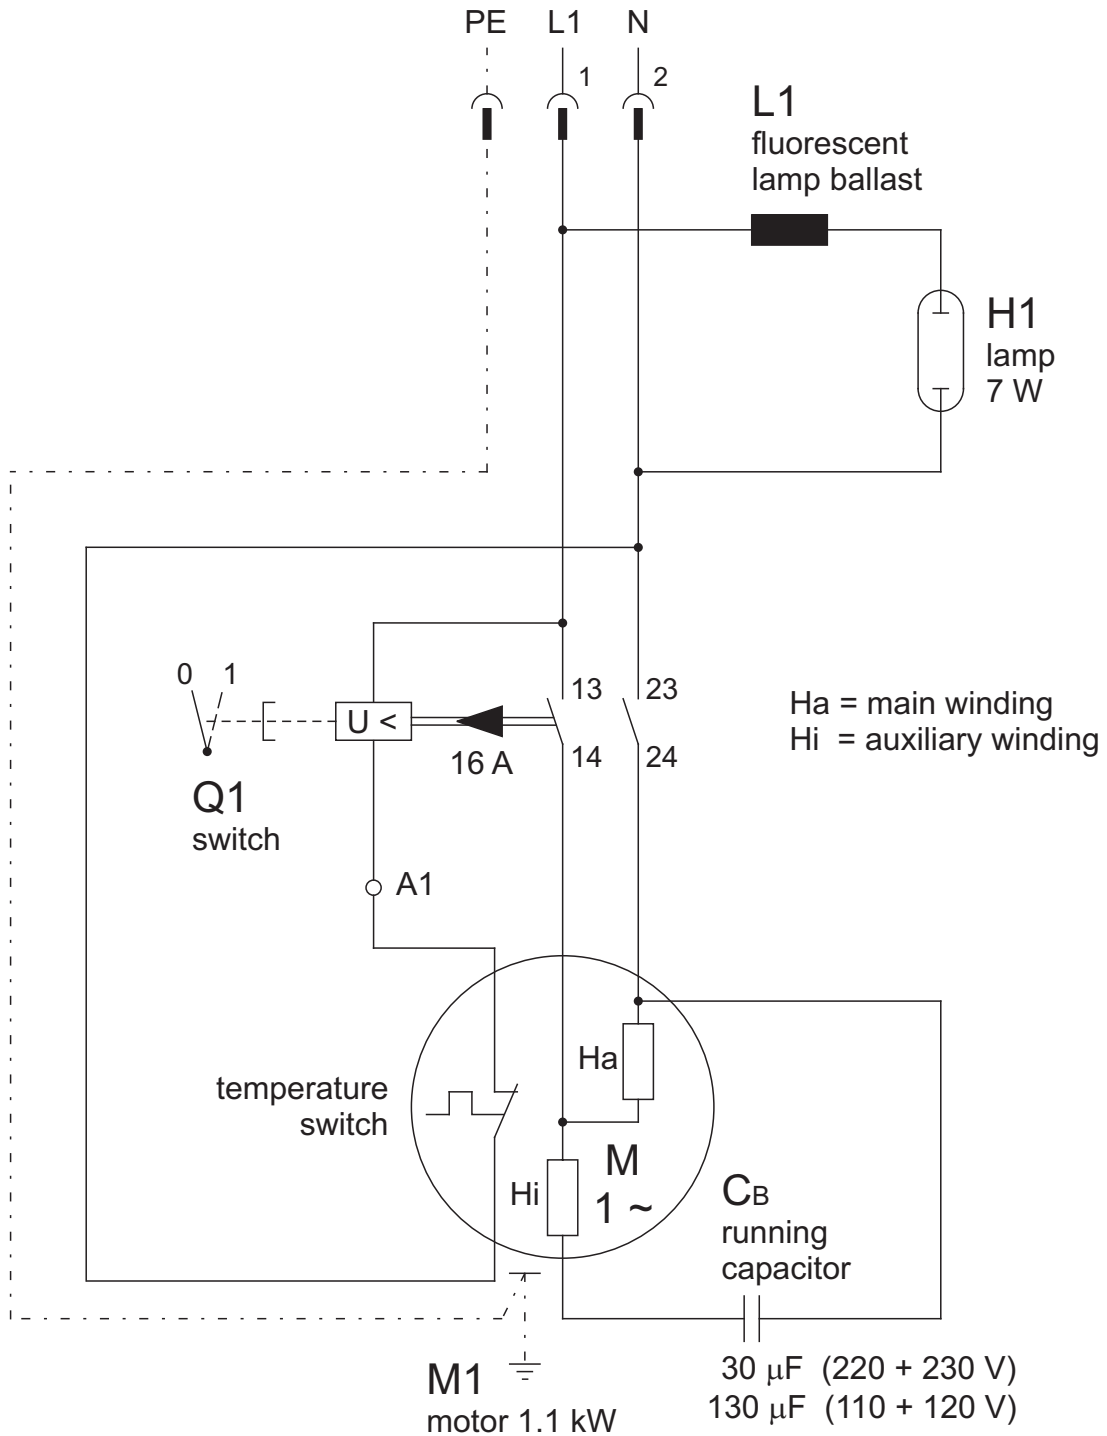 PE L1 N
1 2
L1
fluorescent
lamp ballast
H1
lamp
7 W
0 1
13 23
U <
16 A
14 24
Ha = main winding
Hi = auxiliary winding
Q1
switch
A1
Ha
temperature
switch
M
1 ~
Hi
CB
running
capacitor
30 µF (220 + 230 V)
130 µF (110 + 120 V)
M1
motor 1.1 kW